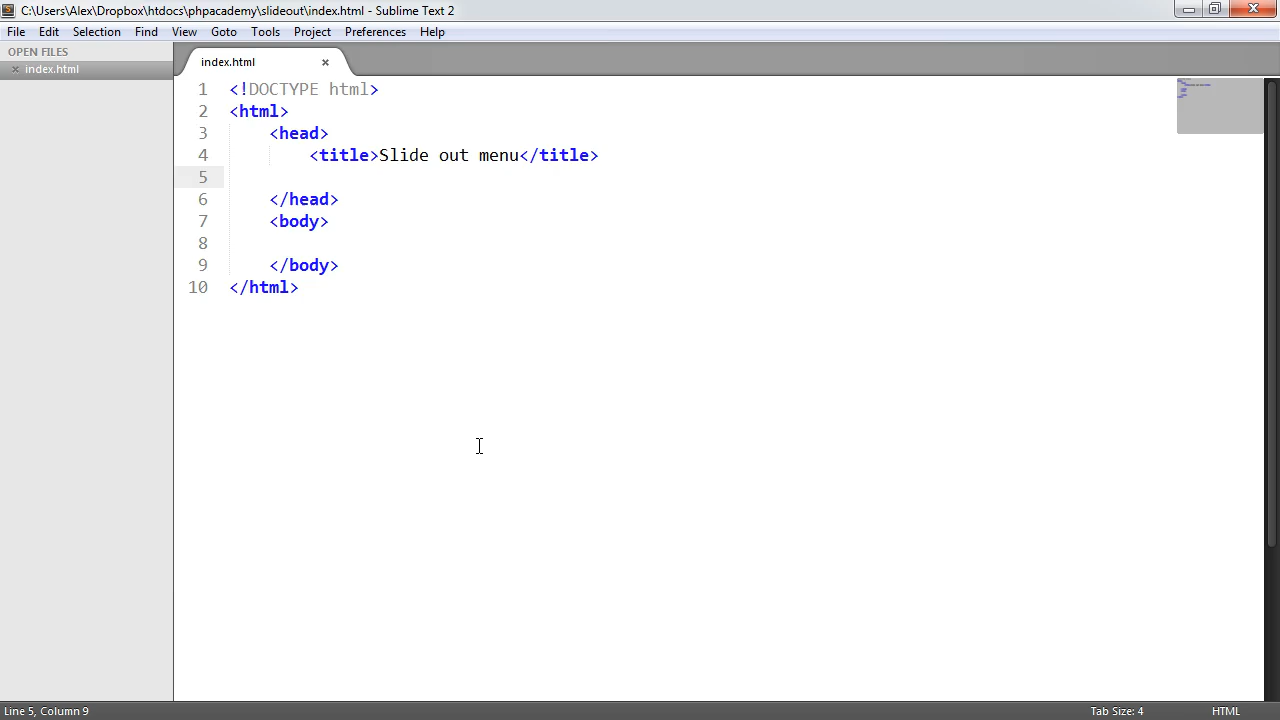 C:\Users\Alex\Dropbox\htdocs\phpacademy\slideout\index.html - Sublime Text 2
File Edit Selection Find View Goto Tools Project Preferences Help
OPEN FILES
index.html
index.html
1 <!DOCTYPE html>
2 <html>
3 <head>
4 <title>Slide out menu</title>
5
6 </head>
7 <body>
8
9 </body>
10 </html>
Line 5, Column 9
Tab Size: 4
HTML